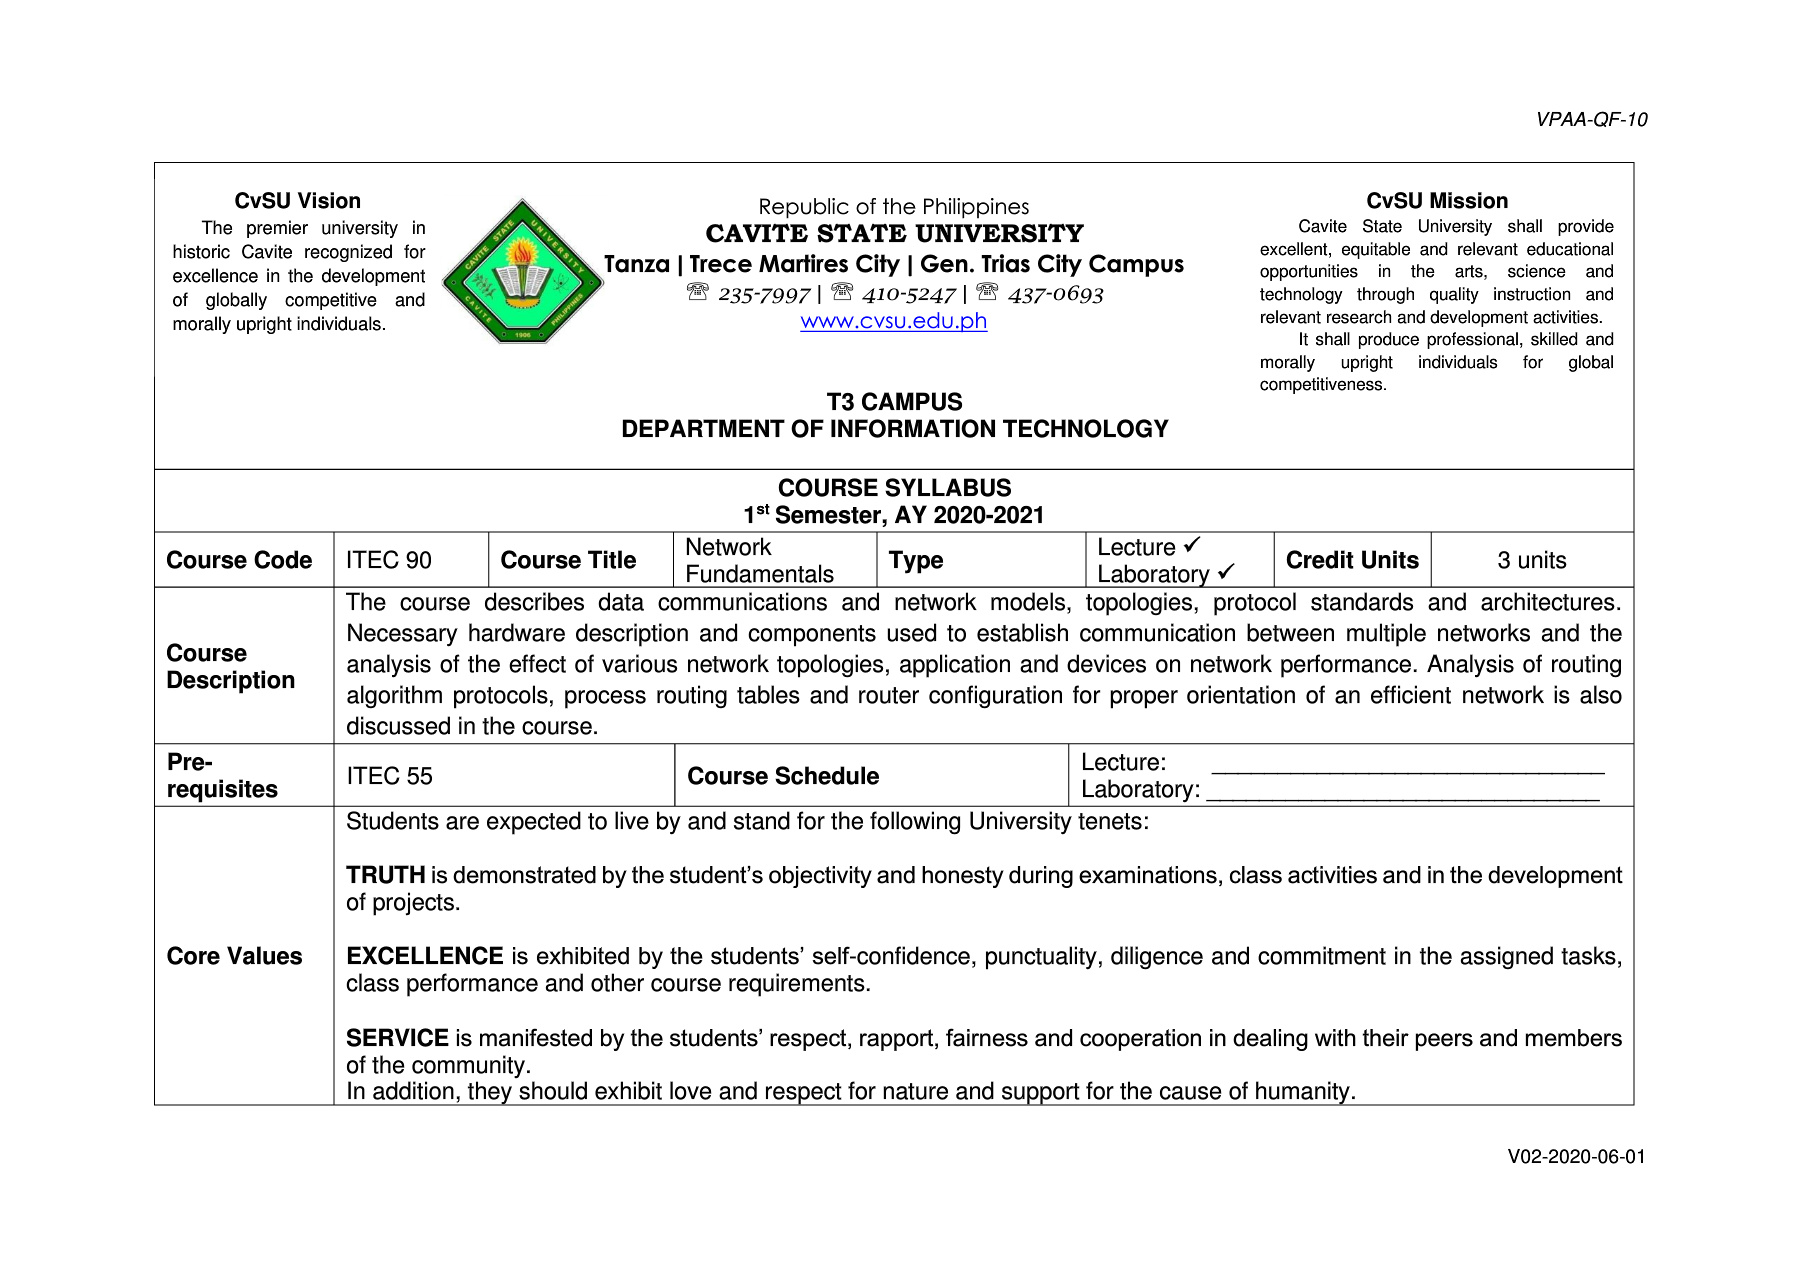 VPAA-QF-10
CvSU Vision
The premier university in
historic Cavite recognized for
excellence in the development
of globally competitive and
morally upright individuals.
CAVITE STATE UNIVERSITY
CAVITE PHILIPPINES
1906
Republic of the Philippines
CAVITE STATE UNIVERSITY
Tanza | Trece Martires City | Gen. Trias City Campus
☏ 235-7997 | ☏ 410-5247 | ☏ 437-0693
www.cvsu.edu.ph
CvSU Mission
Cavite State University shall provide
excellent, equitable and relevant educational
opportunities in the arts, science and
technology through quality instruction and
relevant research and development activities.
It shall produce professional, skilled and
morally upright individuals for global
competitiveness.
T3 CAMPUS
DEPARTMENT OF INFORMATION TECHNOLOGY
COURSE SYLLABUS
1st Semester, AY 2020-2021
Course Code
ITEC 90
Course Title
Network
Fundamentals
Type
Lecture ✓
Laboratory ✓
Credit Units
3 units
Course
Description
The course describes data communications and network models, topologies, protocol standards and architectures.
Necessary hardware description and components used to establish communication between multiple networks and the
analysis of the effect of various network topologies, application and devices on network performance. Analysis of routing
algorithm protocols, process routing tables and router configuration for proper orientation of an efficient network is also
discussed in the course.
Pre-
requisites
ITEC 55
Course Schedule
Lecture: ______________________________
Laboratory: ______________________________
Core Values
Students are expected to live by and stand for the following University tenets:
TRUTH is demonstrated by the student’s objectivity and honesty during examinations, class activities and in the development
of projects.
EXCELLENCE is exhibited by the students’ self-confidence, punctuality, diligence and commitment in the assigned tasks,
class performance and other course requirements.
SERVICE is manifested by the students’ respect, rapport, fairness and cooperation in dealing with their peers and members
of the community.
In addition, they should exhibit love and respect for nature and support for the cause of humanity.
V02-2020-06-01